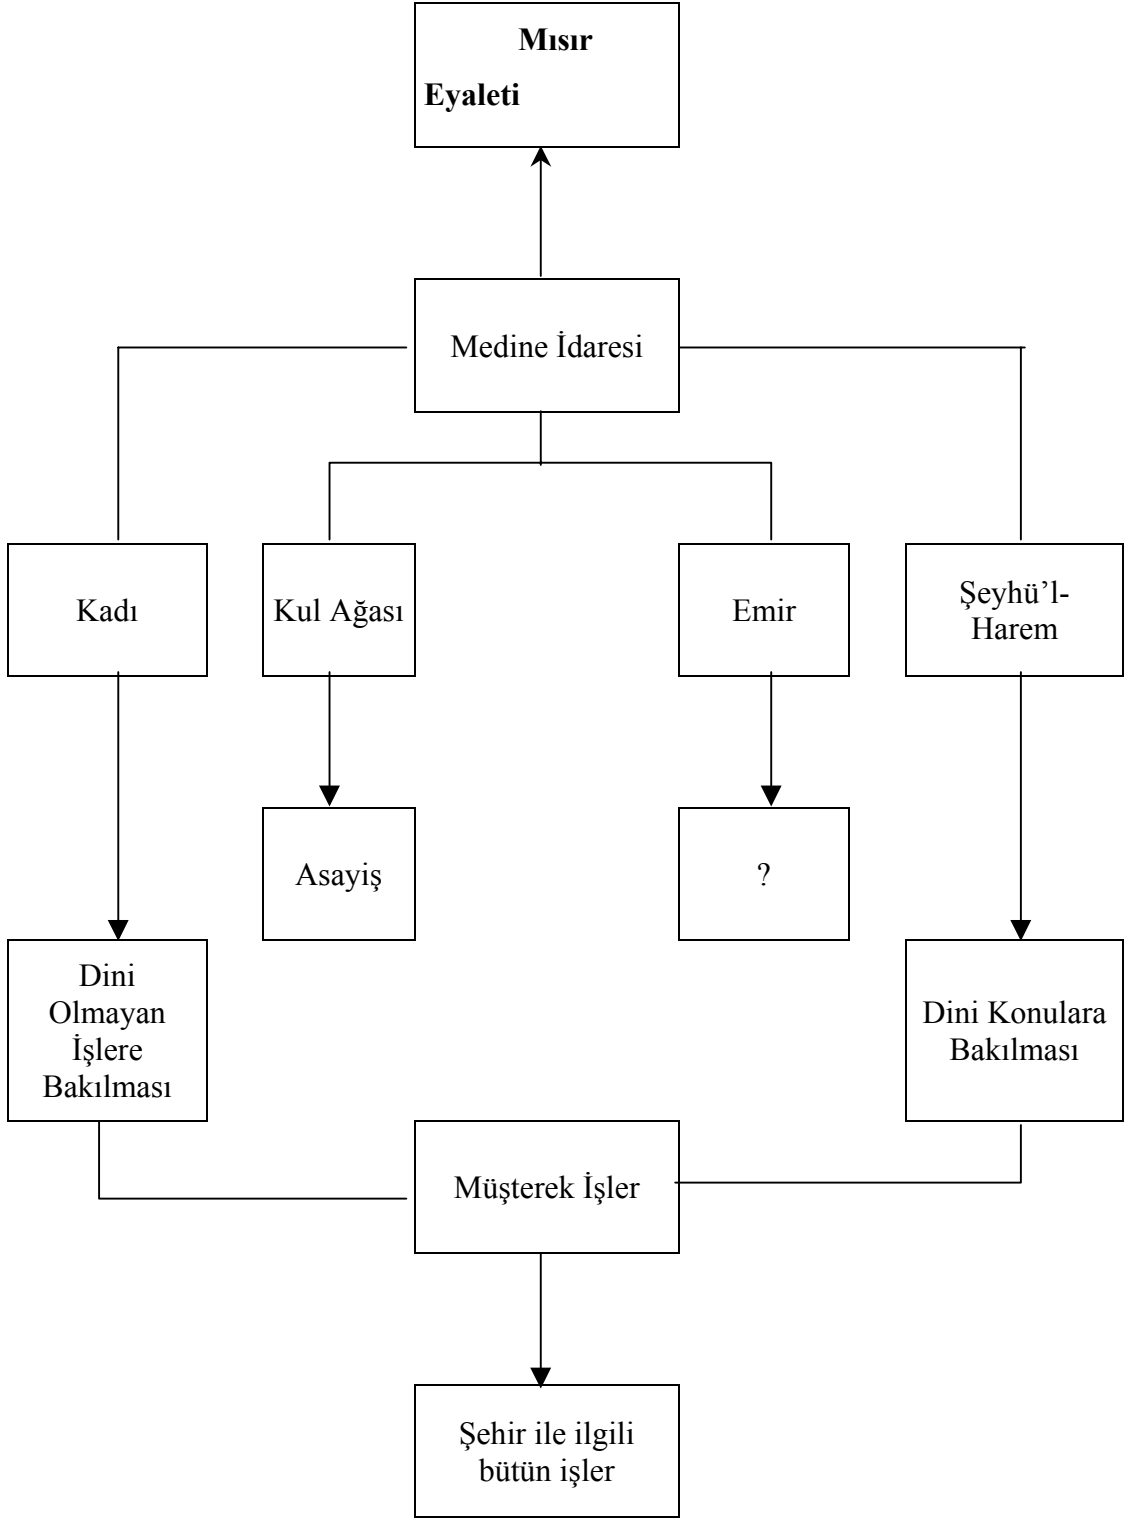 Mısır
Eyaleti
Medine İdaresi
Kadı
Kul Ağası
Emir
Şeyhü’l-
Harem
Asayiş
?
Dini
Olmayan
İşlere
Bakılması
Dini Konulara
Bakılması
Müşterek İşler
Şehir ile ilgili
bütün işler